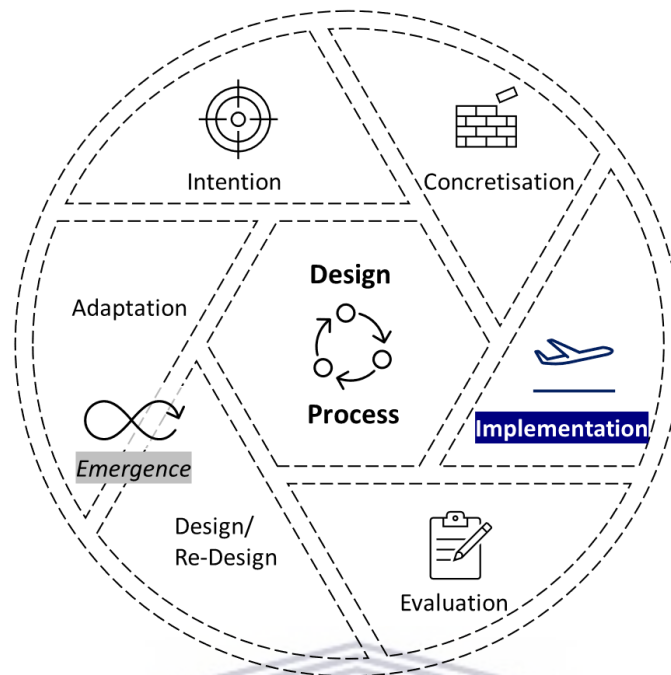 Intention
Concretisation
Design
Process
Adaptation
Implementation
Emergence
Design/
Re-Design
Evaluation